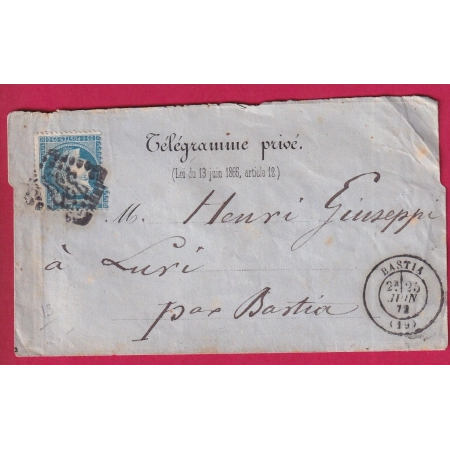 Télégramme privé.
(Loi du 13 juin 1866, article 12.)
M. Henri Giuseppi
à Luri
par Bastia
BASTIA
25
JUIN
(19)